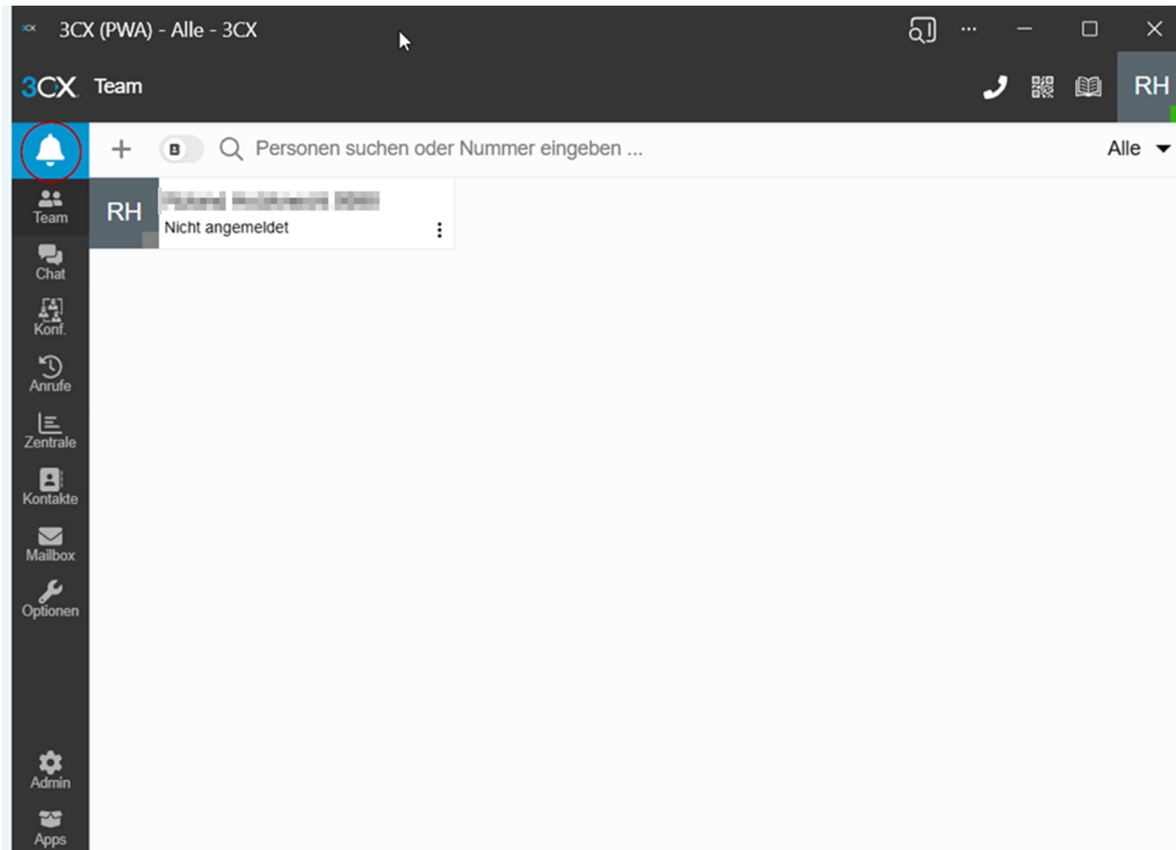 3CX (PWA) - Alle - 3CX
3CX Team
RH
Personen suchen oder Nummer eingeben ...
Alle
RH
Nicht angemeldet
Team
Chat
Konf.
Anrufe
Zentrale
Kontakte
Mailbox
Optionen
Admin
Apps